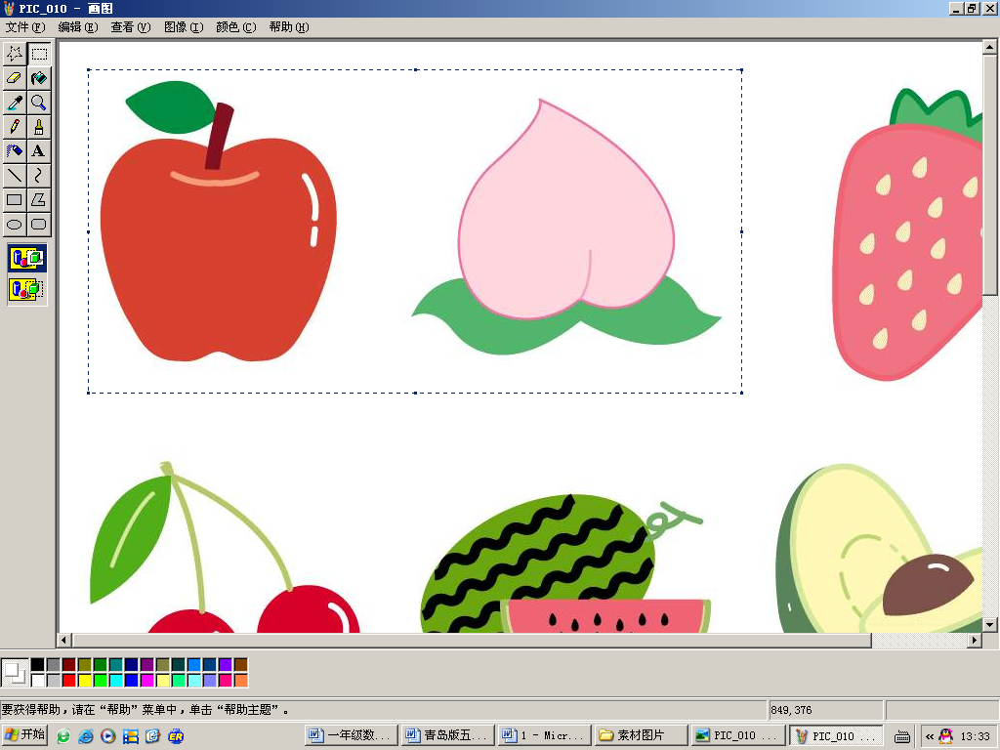 PIC_010 - 画图
文件(F) 编辑(E) 查看(V) 图像(I) 颜色(C) 帮助(H)
A
要获得帮助,请在“帮助”菜单中,单击“帮助主题”。 849,376
开始 一年级数... 青岛版五... 1 - Micr... 素材图片 PIC_010 ... PIC_010 ... « 13:33